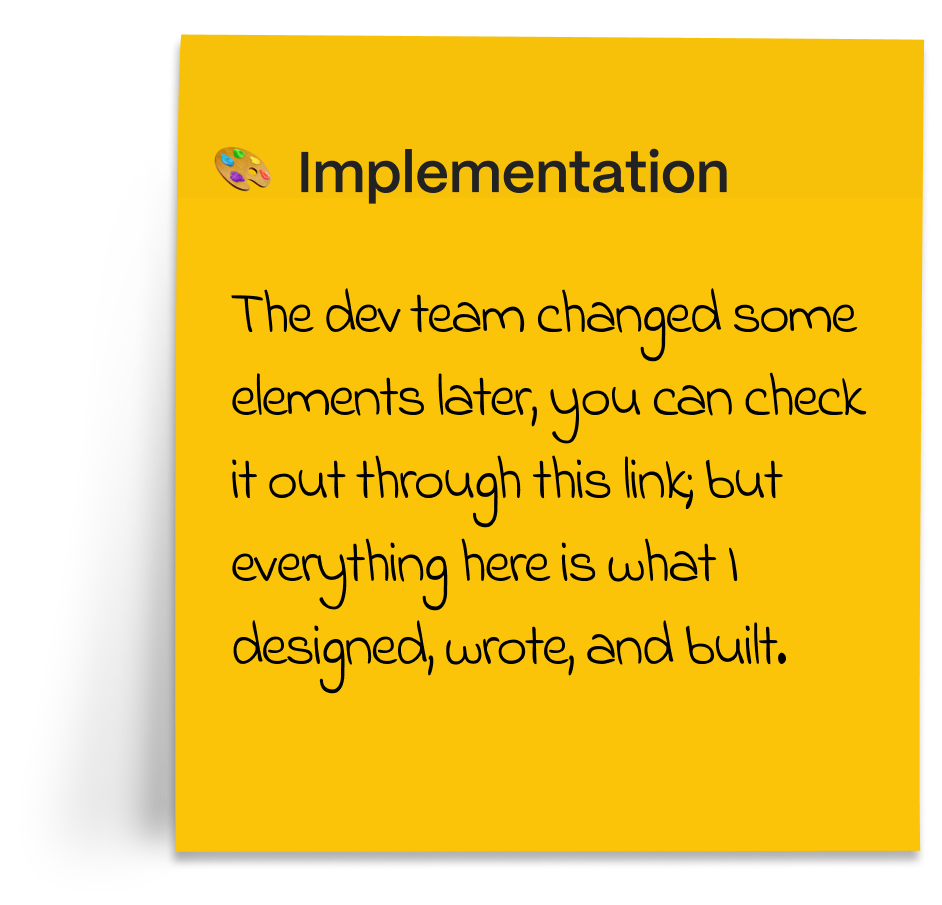 🎨 Implementation
The dev team changed some
elements later, you can check
it out through this link; but
everything here is what I
designed, wrote, and built.